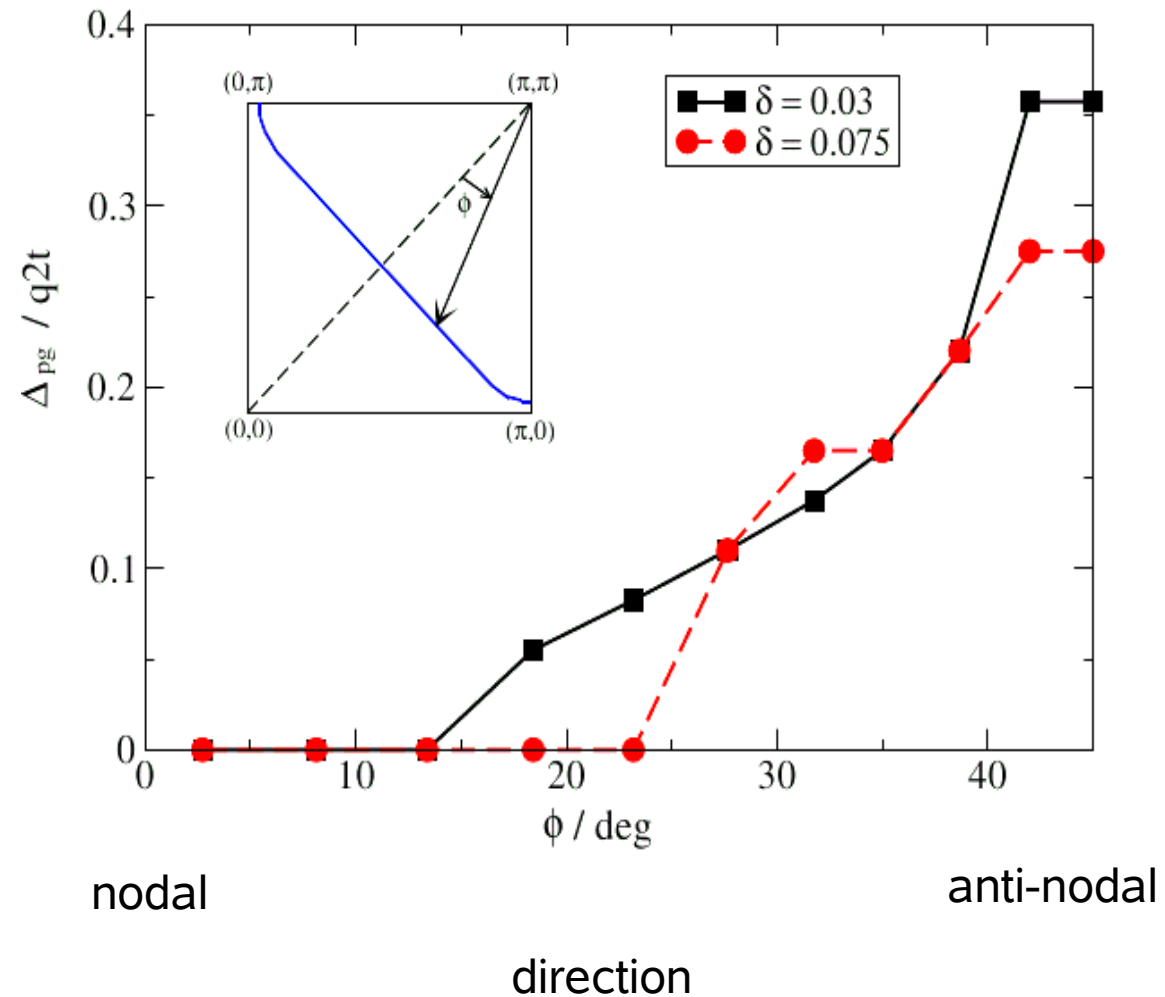 0.4
0.3
0.2
0.1
0
Δpg / q2t
(0,π)
(π,π)
ϕ
(0,0)
(π,0)
δ = 0.03
δ = 0.075
0
10
20
30
40
ϕ / deg
nodal
anti-nodal
direction